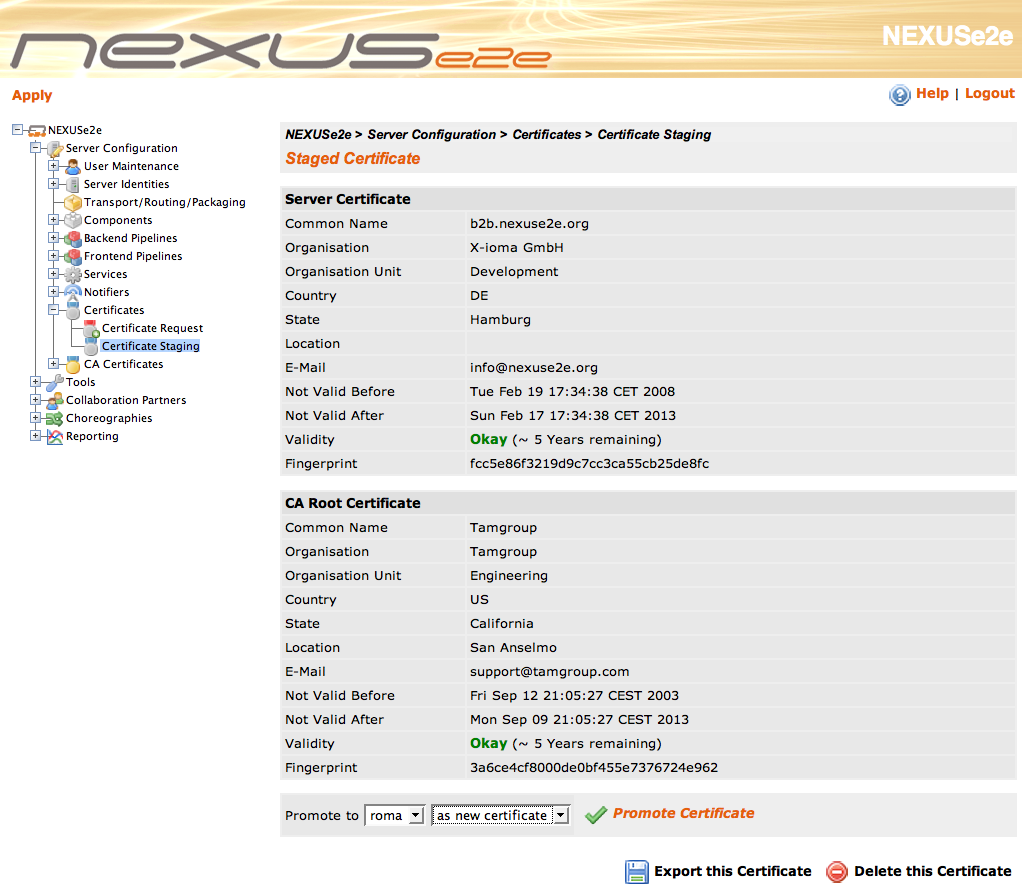 nexuse2e
NEXUSe2e
Apply
Help | Logout
NEXUSe2e
Server Configuration
User Maintenance
Server Identities
Transport/Routing/Packaging
Components
Backend Pipelines
Frontend Pipelines
Services
Notifiers
Certificates
Certificate Request
Certificate Staging
CA Certificates
Tools
Collaboration Partners
Choreographies
Reporting
NEXUSe2e > Server Configuration > Certificates > Certificate Staging
Staged Certificate
Server Certificate
Common Name b2b.nexuse2e.org
Organisation X-ioma GmbH
Organisation Unit Development
Country DE
State Hamburg
Location
E-Mail info@nexuse2e.org
Not Valid Before Tue Feb 19 17:34:38 CET 2008
Not Valid After Sun Feb 17 17:34:38 CET 2013
Validity Okay (~ 5 Years remaining)
Fingerprint fcc5e86f3219d9c7cc3ca55cb25de8fc
CA Root Certificate
Common Name Tamgroup
Organisation Tamgroup
Organisation Unit Engineering
Country US
State California
Location San Anselmo
E-Mail support@tamgroup.com
Not Valid Before Fri Sep 12 21:05:27 CEST 2003
Not Valid After Mon Sep 09 21:05:27 CEST 2013
Validity Okay (~ 5 Years remaining)
Fingerprint 3a6ce4cf8000de0bf455e7376724e962
Promote to roma as new certificate Promote Certificate
Export this Certificate Delete this Certificate